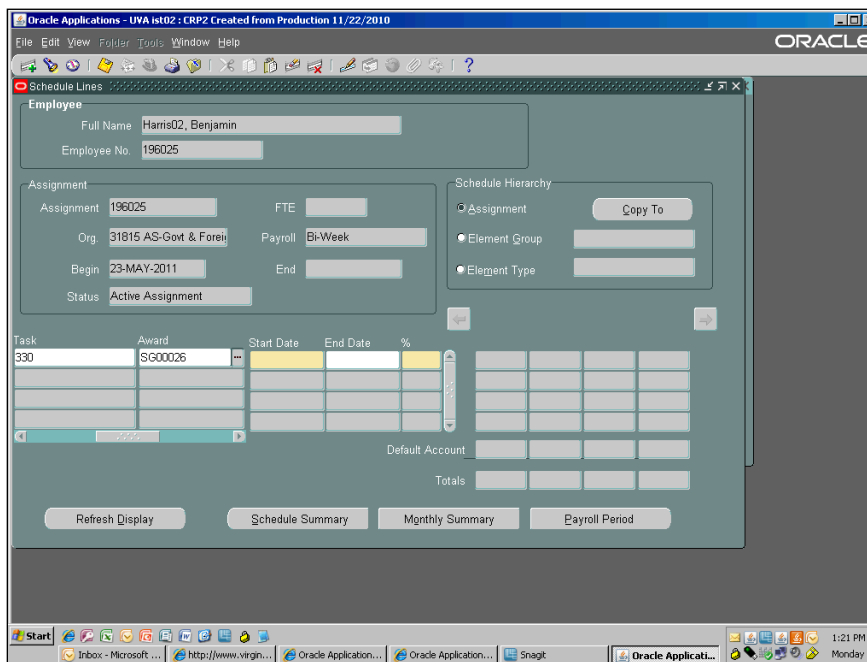 Oracle Applications - UVA ist02 : CRP2 Created from Production 11/22/2010
File Edit View Folder Tools Window Help
ORACLE
Schedule Lines
Employee
Full Name Harris02, Benjamin
Employee No. 196025
Assignment
Assignment 196025 FTE
Org. 31815 AS-Govt & Forei
Payroll Bi-Week
Begin 23-MAY-2011 End
Status Active Assignment
Schedule Hierarchy
Assignment Copy To
Element Group
Element Type
Task Award Start Date End Date %
330 SG00026 ...
Default Account
Totals
Refresh Display Schedule Summary Monthly Summary Payroll Period
Start 1:21 PM
Inbox - Microsoft ... http://www.virgin... Oracle Application... Oracle Application... Snagit Oracle Applicati... Monday